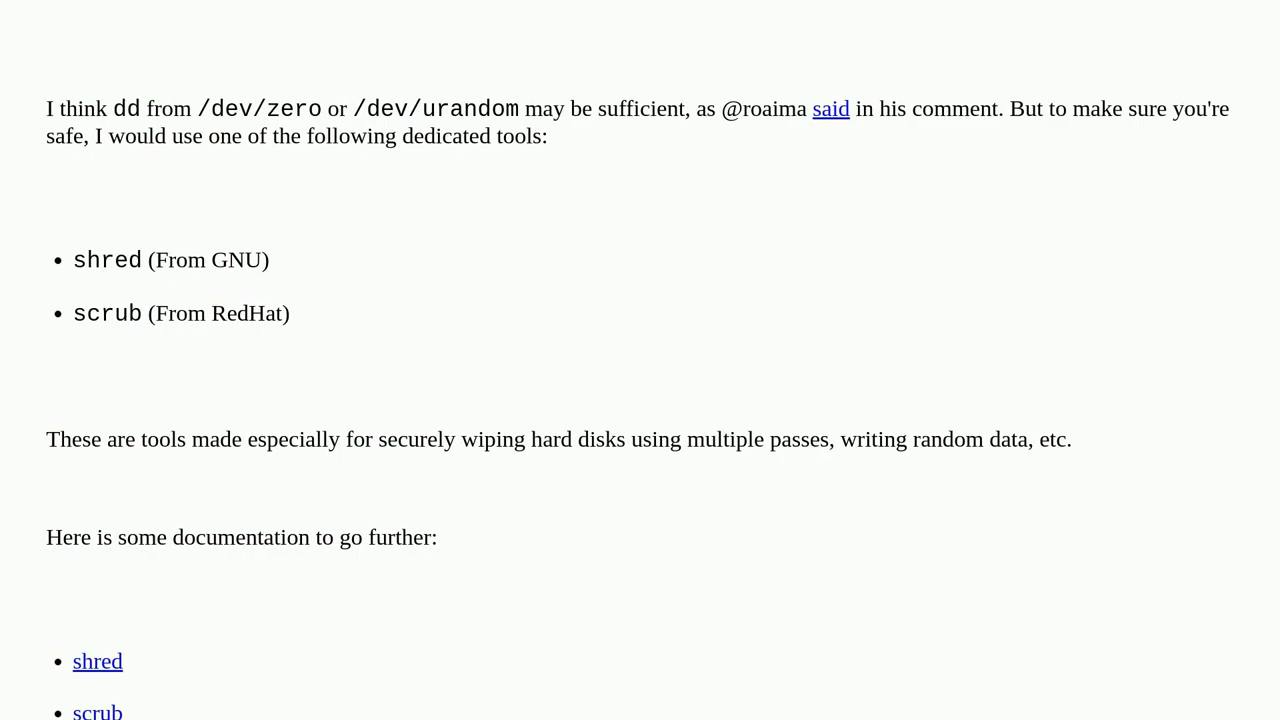 I think dd from /dev/zero or /dev/urandom may be sufficient, as @roaima said in his comment. But to make sure you're
safe, I would use one of the following dedicated tools:
• shred (From GNU)
• scrub (From RedHat)
These are tools made especially for securely wiping hard disks using multiple passes, writing random data, etc.
Here is some documentation to go further:
• shred
• scrub